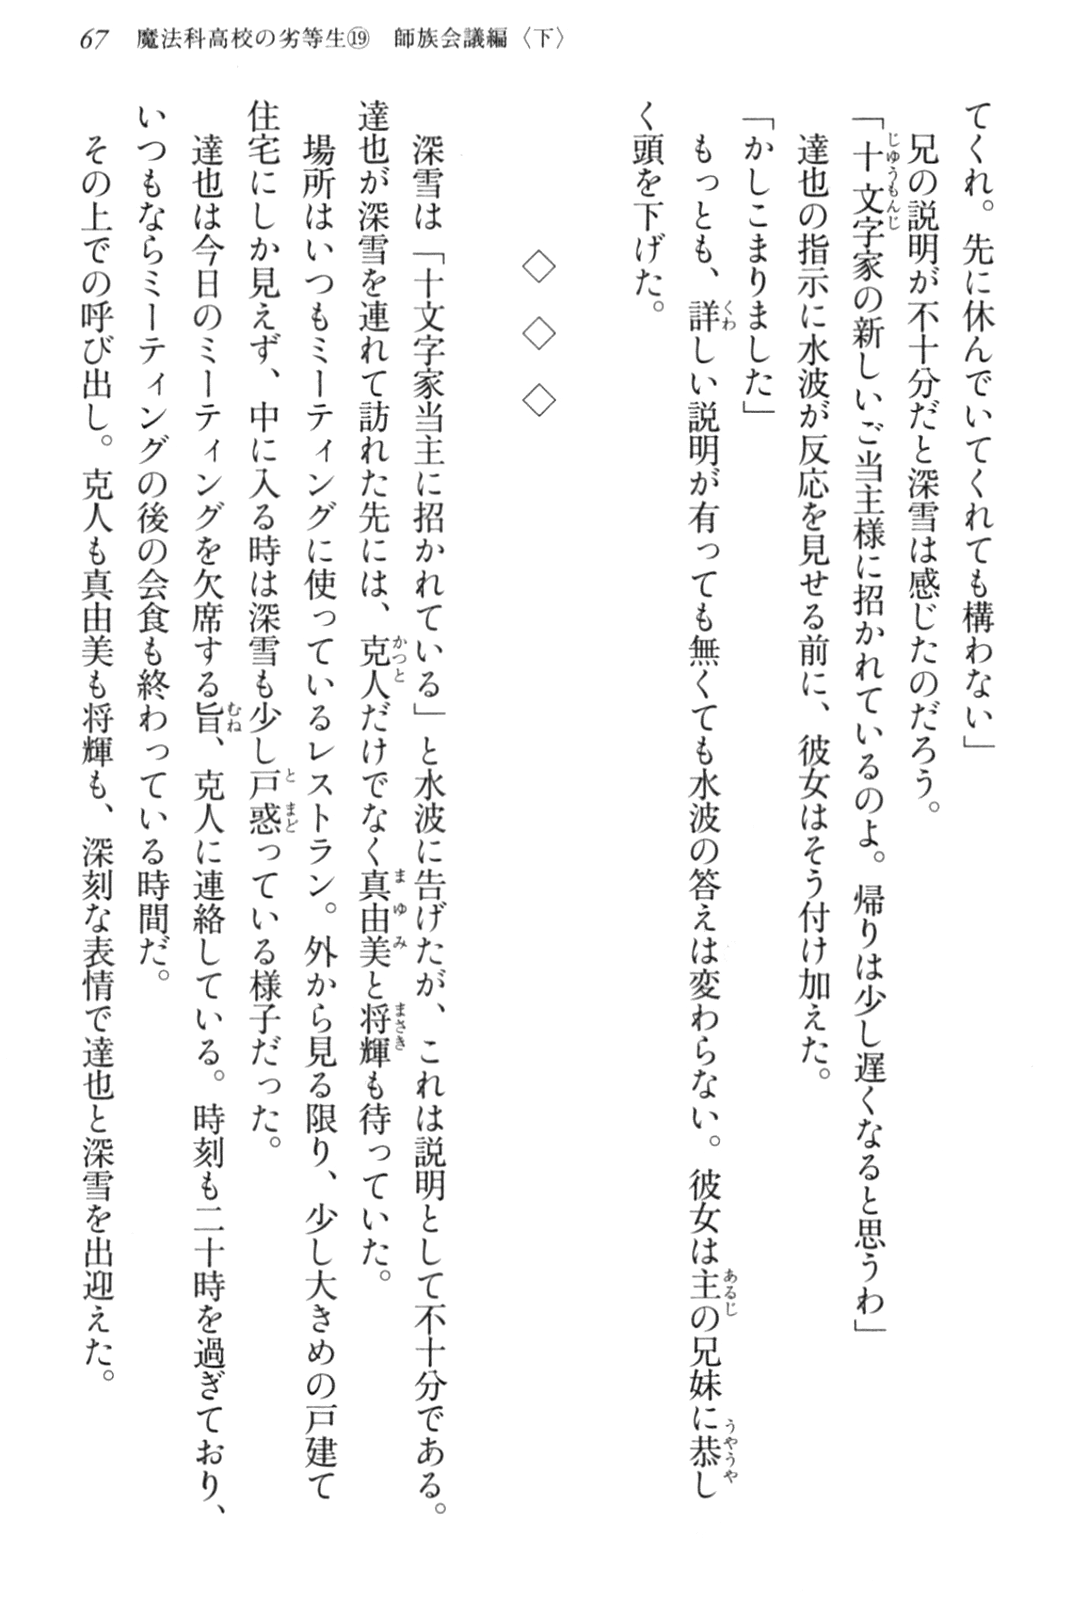 67 魔法科高校の劣等生⑲ 師族会議編〈下〉
てくれ。先に休んでいてくれても構わない」
兄の説明が不十分だと深雪は感じたのだろう。
「十文字家の新しいご当主様に招かれているのよ。帰りは少し遅くなると思うわ」
達也の指示に水波が反応を見せる前に、彼女はそう付け加えた。
「かしこまりました」
もっとも、詳しい説明が有っても無くても水波の答えは変わらない。彼女は主の兄妹に恭し
く頭を下げた。
◇ ◇ ◇
深雪は「十文字家当主に招かれている」と水波に告げたが、これは説明として不十分である。
達也が深雪を連れて訪れた先には、克人だけでなく真由美と将輝も待っていた。
場所はいつもミーティングに使っているレストラン。外から見る限り、少し大きめの戸建て
住宅にしか見えず、中に入る時は深雪も少し戸惑っている様子だった。
達也は今日のミーティングを欠席する旨、克人に連絡している。時刻も二十時を過ぎており、
いつもならミーティングの後の会食も終わっている時間だ。
その上での呼び出し。克人も真由美も将輝も、深刻な表情で達也と深雪を出迎えた。